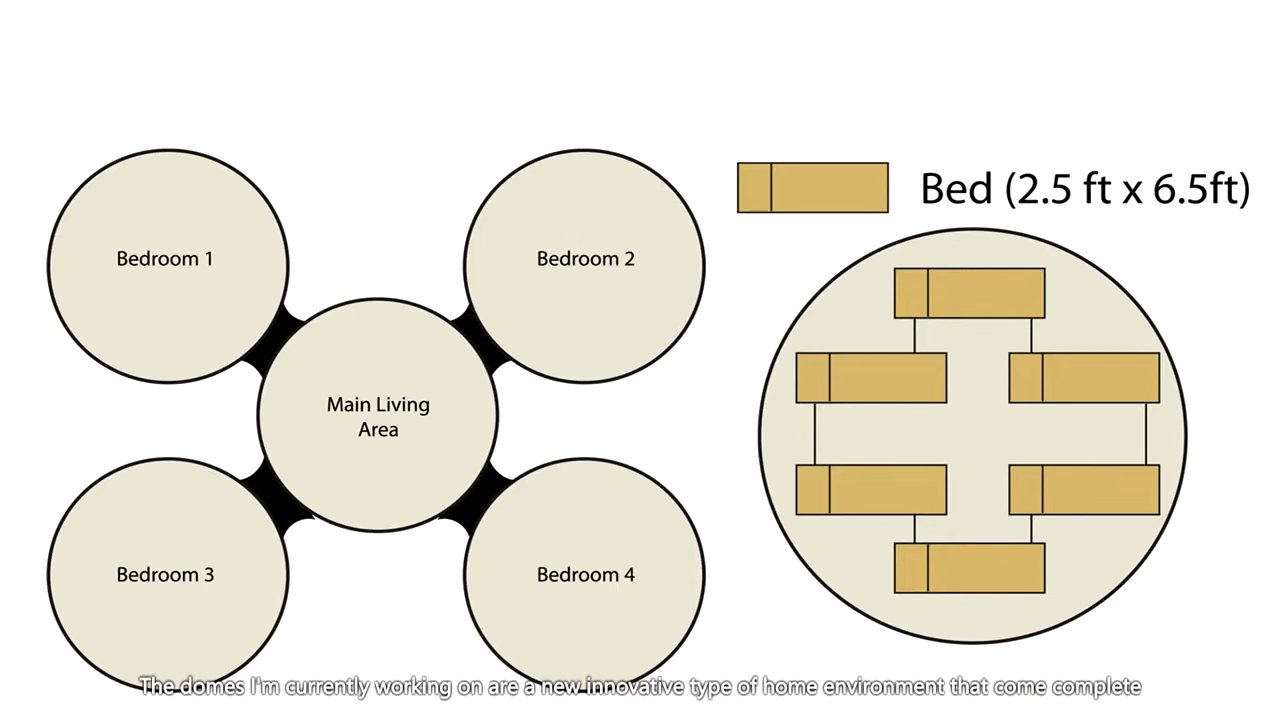 Bedroom 1
Bedroom 2
Main Living
Area
Bedroom 3
Bedroom 4
Bed (2.5 ft x 6.5ft)
The domes I'm currently working on are a new innovative type of home environment that come complete